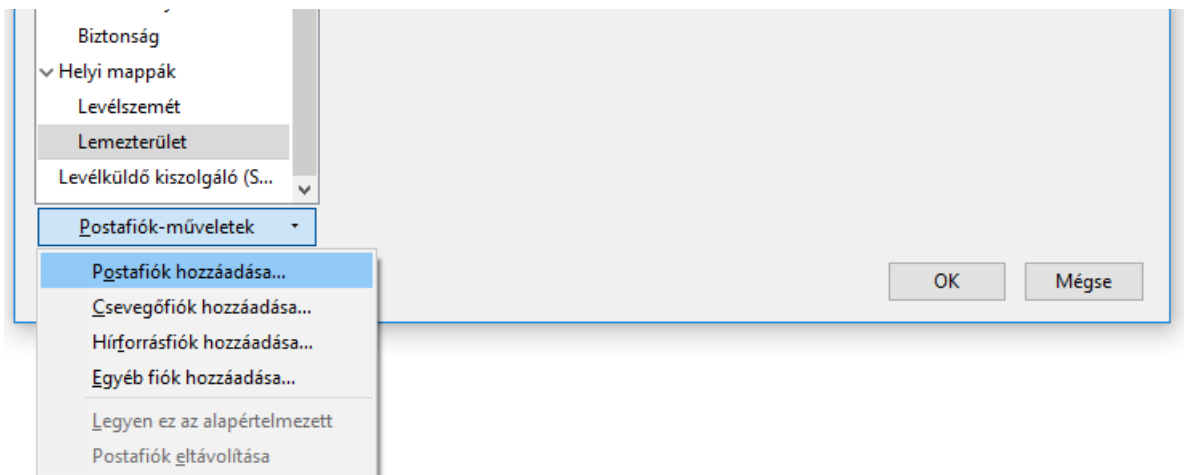 Biztonság
Helyi mappák
Levélszemét
Lemezterület
Levélküldő kiszolgáló (S...
Postafiók-műveletek
Postafiók hozzáadása...
Csevegőfiók hozzáadása...
Hírforrásfiók hozzáadása...
Egyéb fiók hozzáadása...
Legyen ez az alapértelmezett
Postafiók eltávolítása
OK Mégse